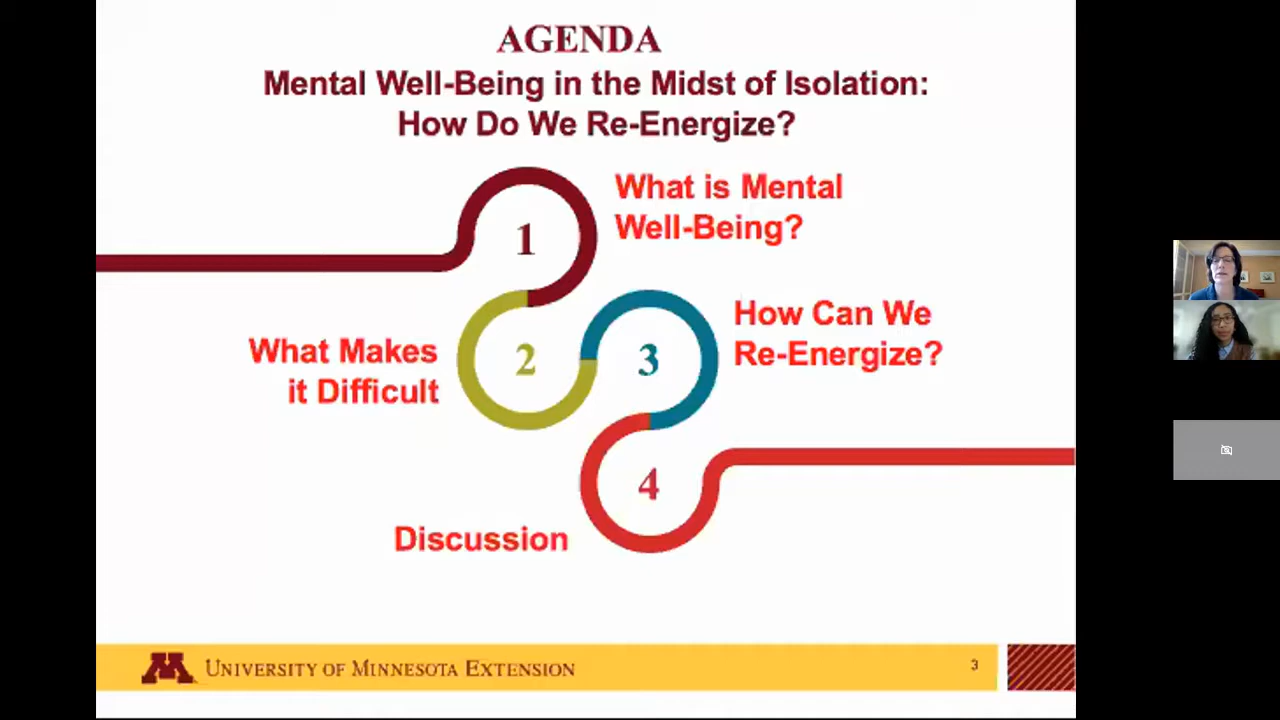 AGENDA
Mental Well-Being in the Midst of Isolation:
How Do We Re-Energize?
1
What is Mental
Well-Being?
What Makes
it Difficult
2
3
How Can We
Re-Energize?
4
Discussion
M
UNIVERSITY OF MINNESOTA EXTENSION
3